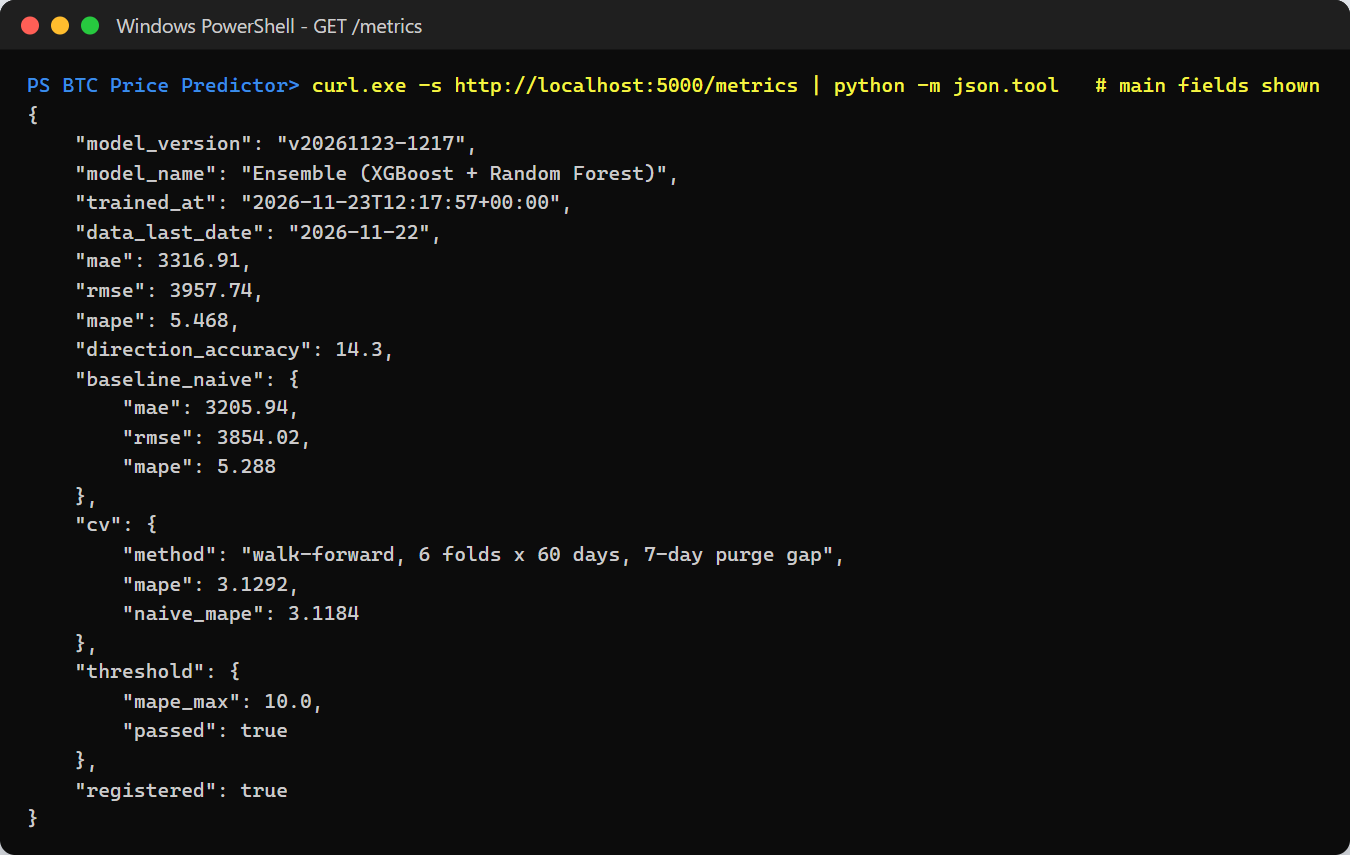 Windows PowerShell - GET /metrics
PS BTC Price Predictor> curl.exe -s http://localhost:5000/metrics | python -m json.tool   # main fields shown
{
    "model_version": "v20261123-1217",
    "model_name": "Ensemble (XGBoost + Random Forest)",
    "trained_at": "2026-11-23T12:17:57+00:00",
    "data_last_date": "2026-11-22",
    "mae": 3316.91,
    "rmse": 3957.74,
    "mape": 5.468,
    "direction_accuracy": 14.3,
    "baseline_naive": {
        "mae": 3205.94,
        "rmse": 3854.02,
        "mape": 5.288
    },
    "cv": {
        "method": "walk-forward, 6 folds x 60 days, 7-day purge gap",
        "mape": 3.1292,
        "naive_mape": 3.1184
    },
    "threshold": {
        "mape_max": 10.0,
        "passed": true
    },
    "registered": true
}